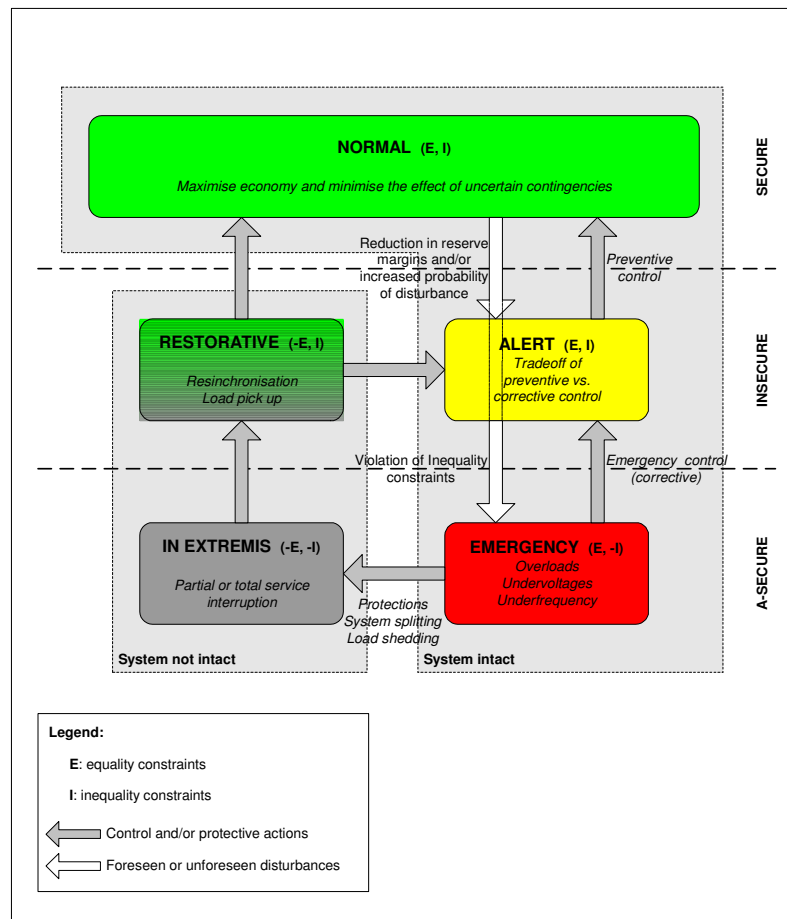 NORMAL (E, I)
Maximise economy and minimise the effect of uncertain contingencies
SECURE
Reduction in reserve
margins and/or
increased probability
of disturbance
Preventive
control
RESTORATIVE (-E, I)
Resinchronisation
Load pick up
ALERT (E, I)
Tradeoff of
preventive vs.
corrective control
INSECURE
Violation of Inequality
constraints
Emergency control
(corrective)
IN EXTREMIS (-E, -I)
Partial or total service
interruption
EMERGENCY (E, -I)
Overloads
Undervoltages
Underfrequency
A-SECURE
Protections
System splitting
Load shedding
System not intact
System intact
Legend:
E: equality constraints
I: inequality constraints
Control and/or protective actions
Foreseen or unforeseen disturbances